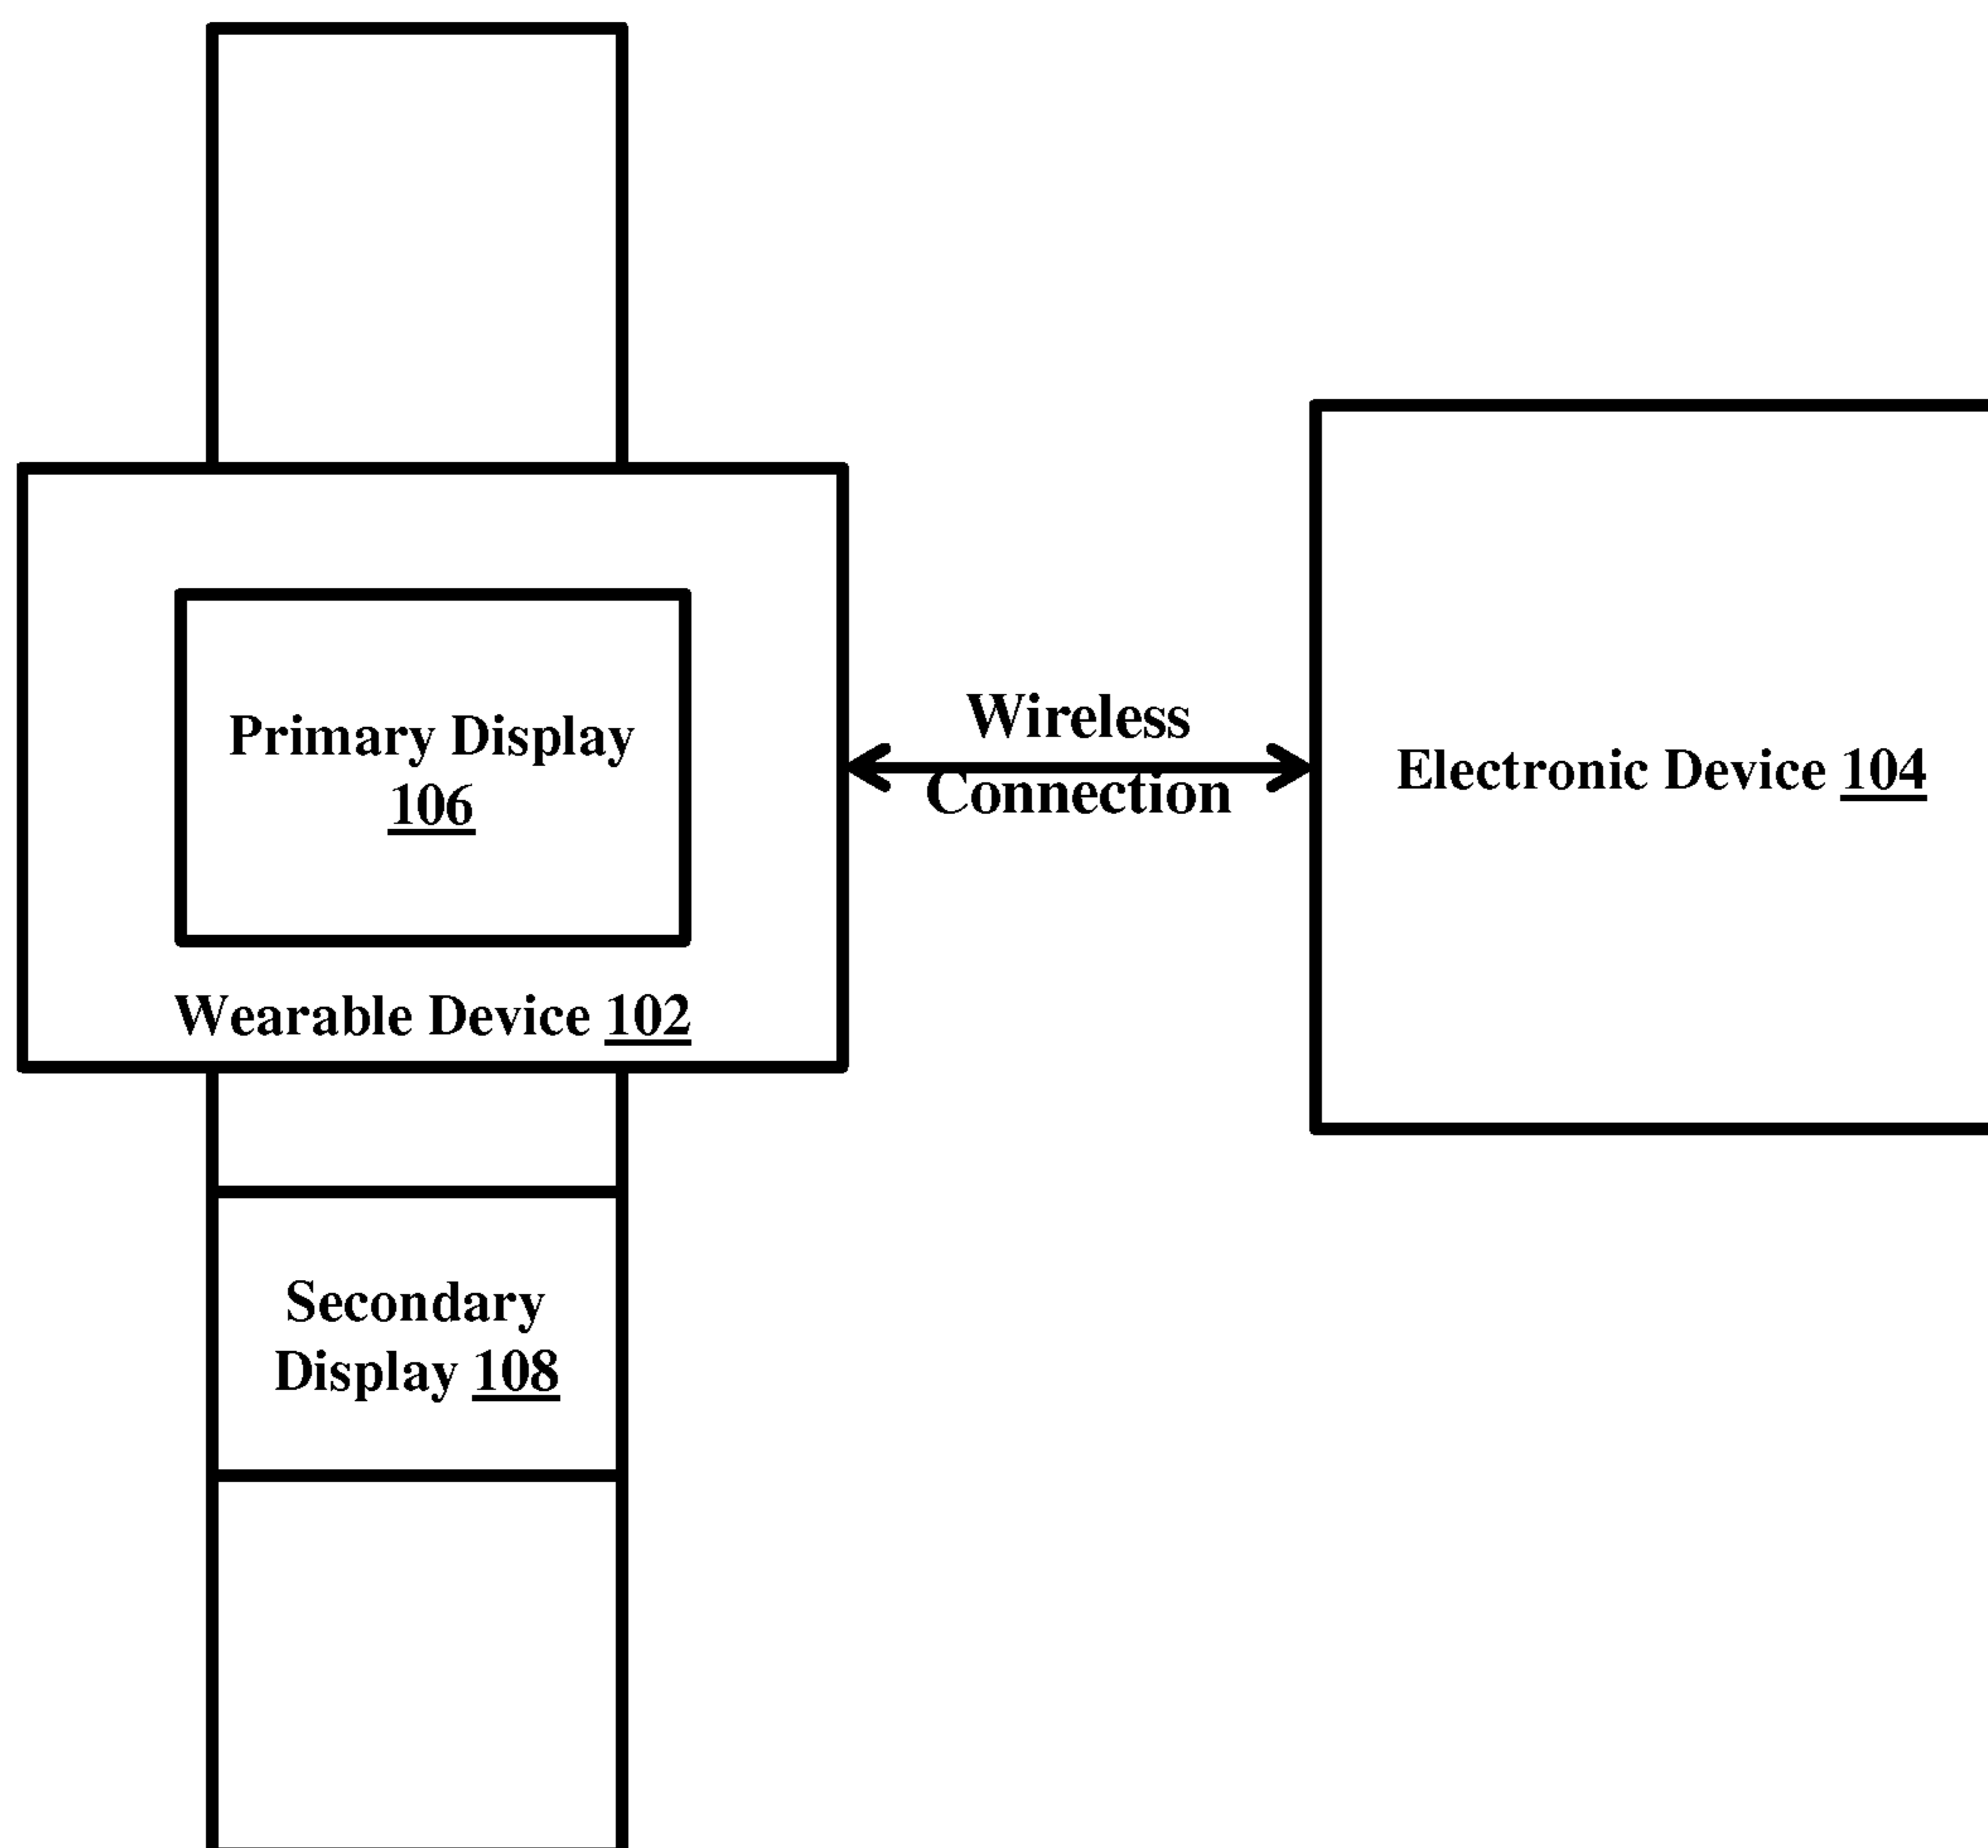 Primary Display
106
Wearable Device 102
Wireless
Connection
Electronic Device 104
Secondary
Display 108